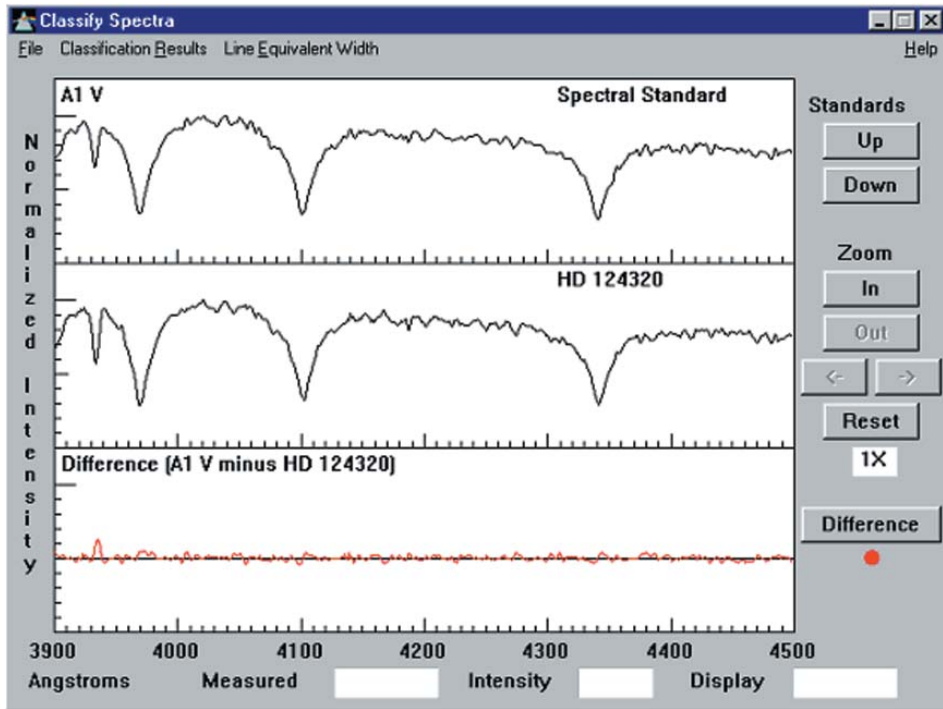 Classify Spectra
File Classification Results Line Equivalent Width Help
Normalized Intensity
A1 V Spectral Standard
HD 124320
Difference (A1 V minus HD 124320)
3900 4000 4100 4200 4300 4400 4500
Angstroms Measured Intensity Display
Standards
Up
Down
Zoom
In
Out
<- ->
Reset
1X
Difference